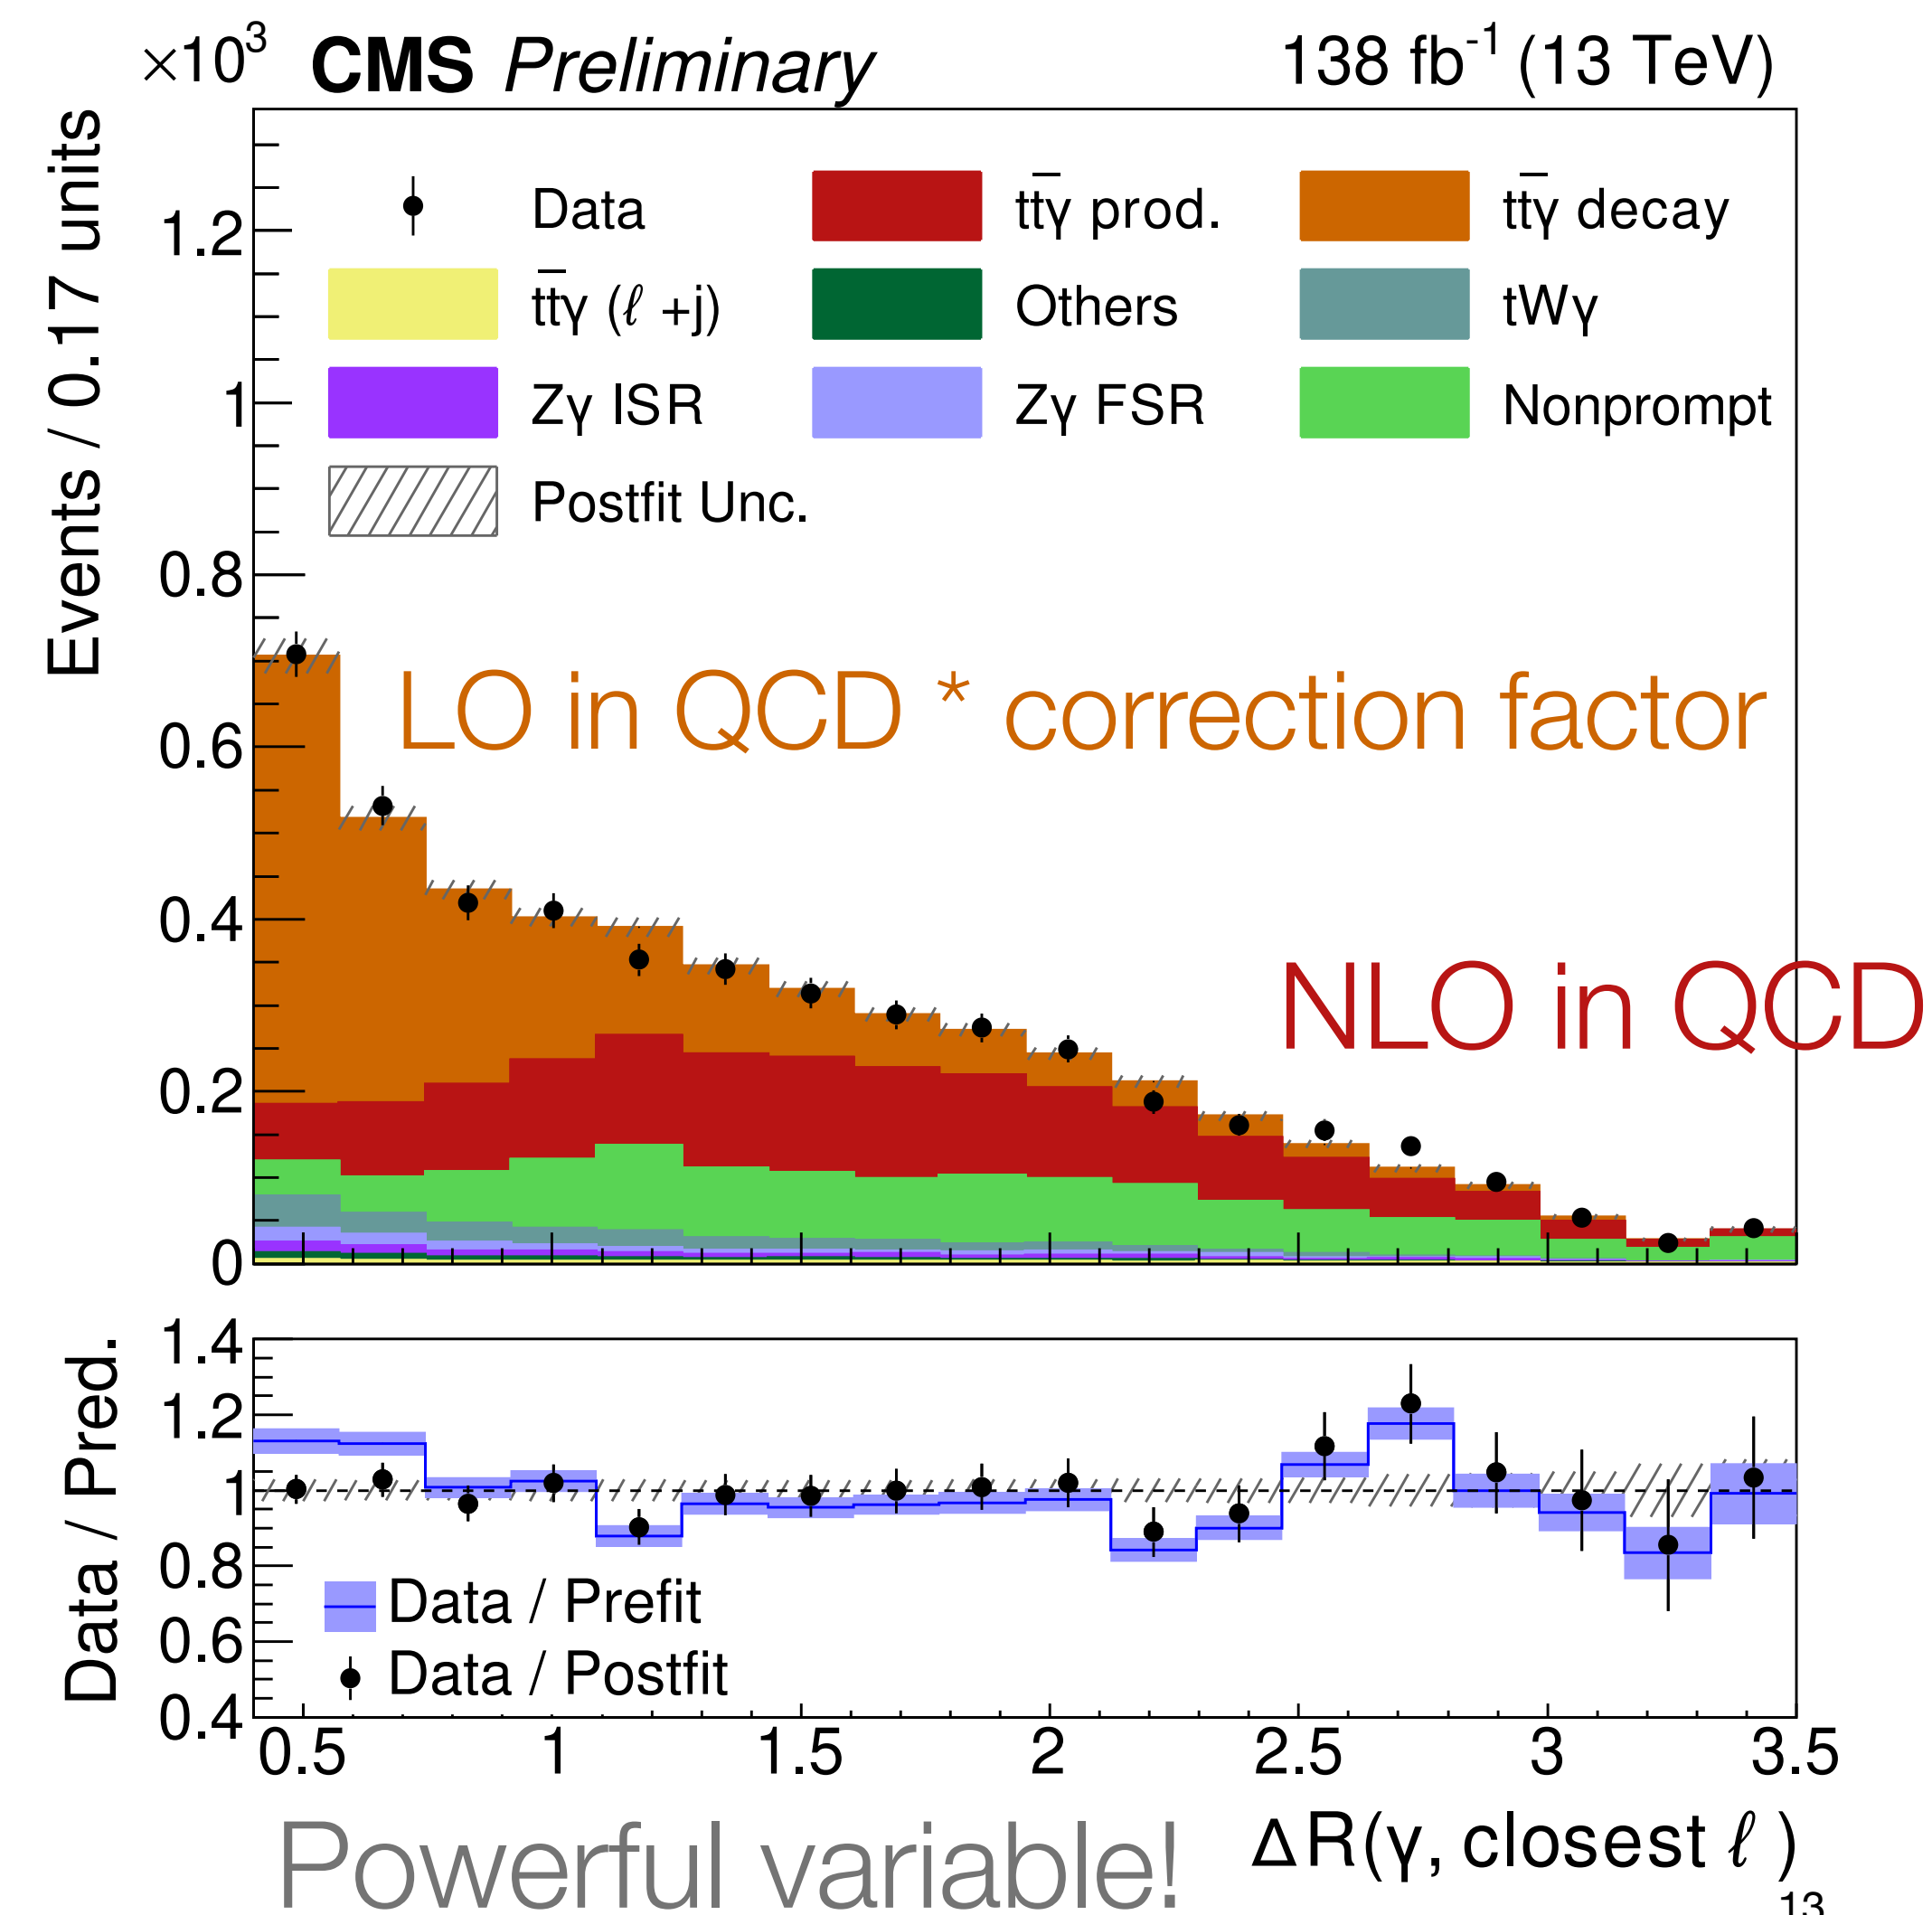 ×10³ CMS Preliminary 138 fb⁻¹ (13 TeV)
Events / 0.17 units
1.2
1
0.8
0.6
0.4
0.2
0
Data
tt̄γ prod.
tt̄γ decay
tt̄γ (ℓ +j)
Others
tWγ
Zγ ISR
Zγ FSR
Nonprompt
Postfit Unc.
LO in QCD * correction factor
NLO in QCD
Data / Pred.
1.4
1.2
1
0.8
0.6
0.4
Data / Prefit
Data / Postfit
0.5 1 1.5 2 2.5 3 3.5
ΔR(γ, closest ℓ )
Powerful variable!
13